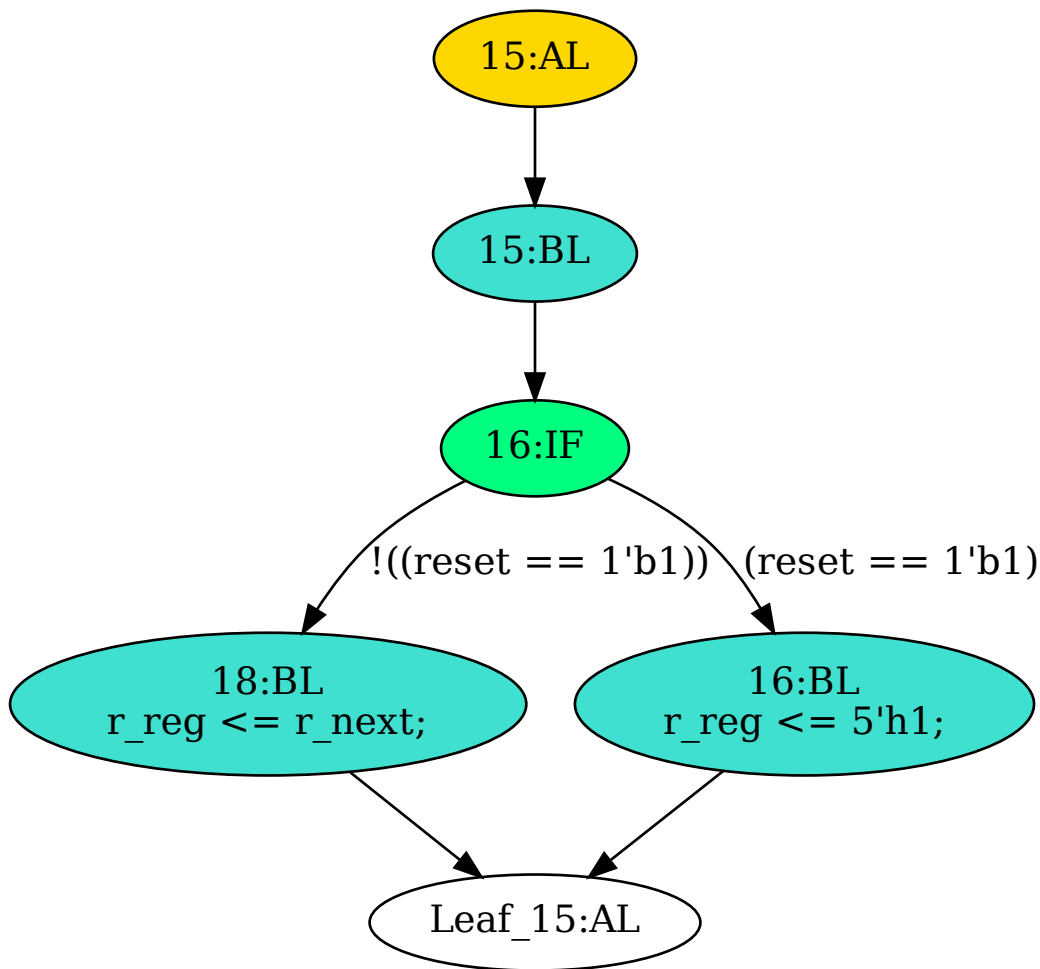 15:AL
15:BL
16:IF
!((reset == 1'b1))
(reset == 1'b1)
18:BL
r_reg <= r_next;
16:BL
r_reg <= 5'h1;
Leaf_15:AL